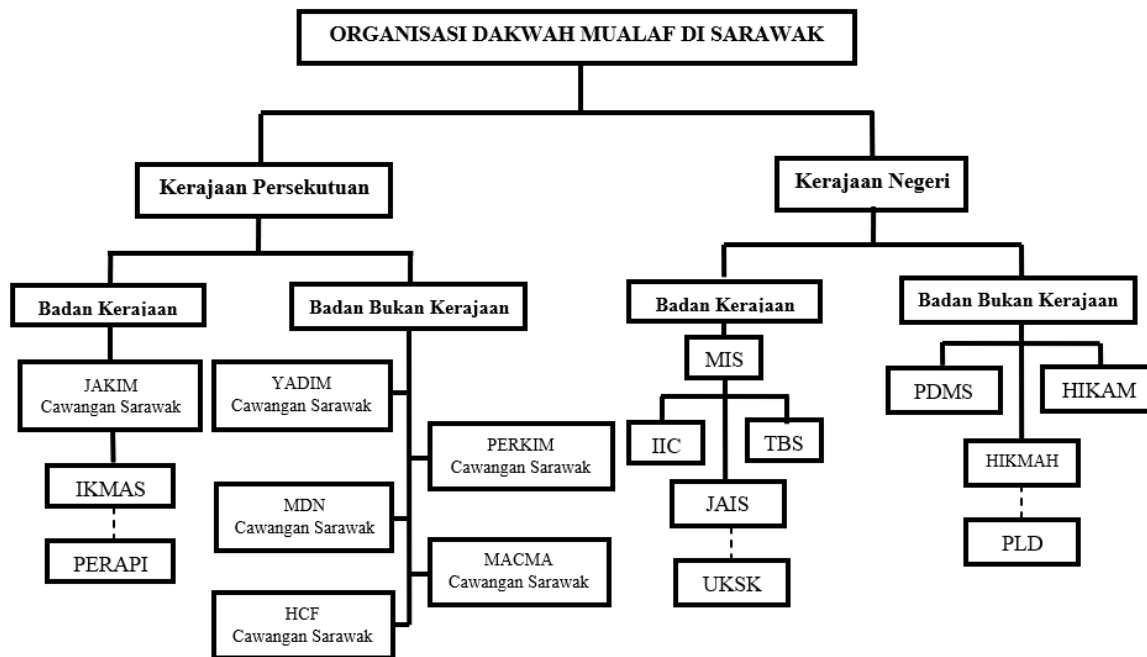 ORGANISASI DAKWAH MUALAF DI SARAWAK
Kerajaan Persekutuan
Kerajaan Negeri
Badan Kerajaan
Badan Bukan Kerajaan
Badan Kerajaan
Badan Bukan Kerajaan
JAKIM
Cawangan Sarawak
IKMAS
PERAPI
YADIM
Cawangan Sarawak
PERKIM
Cawangan Sarawak
MDN
Cawangan Sarawak
MACMA
Cawangan Sarawak
HCF
Cawangan Sarawak
MIS
IIC
TBS
JAIS
UKSK
PDMS
HIKAM
HIKMAH
PLD